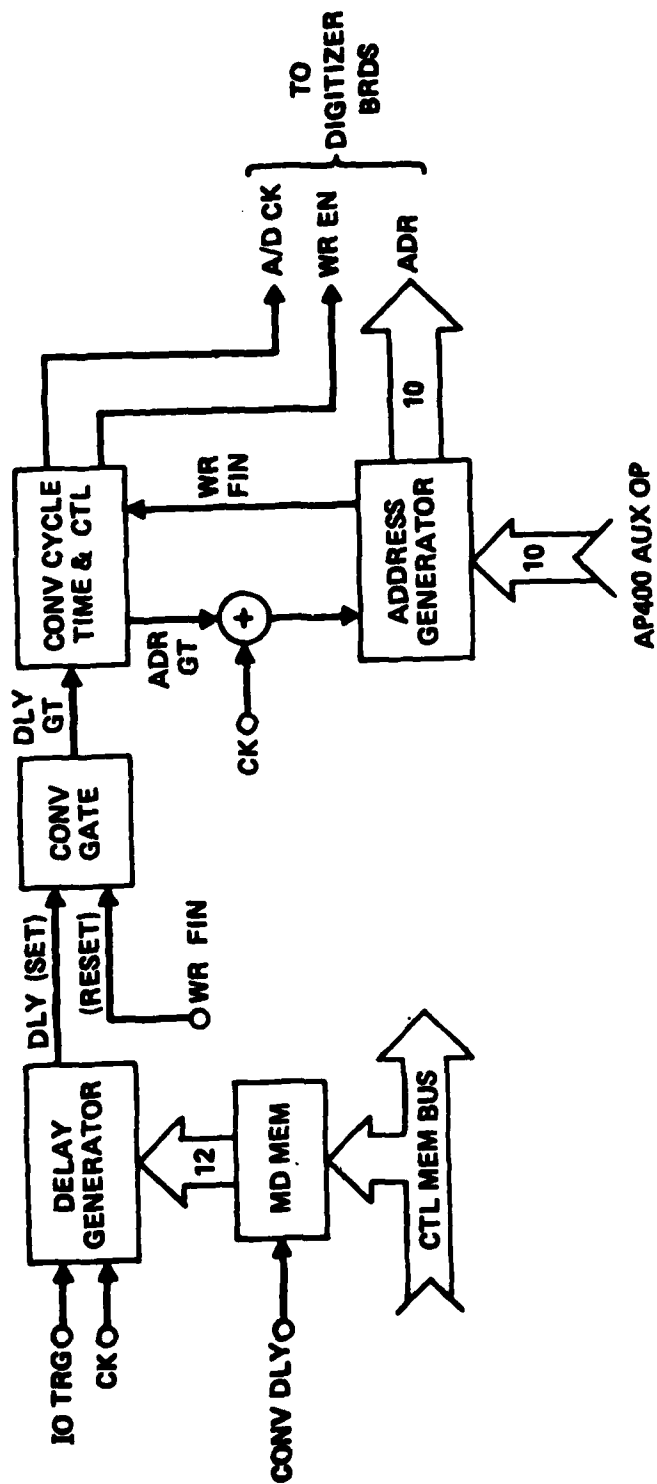 IO TRG
CK
DELAY
GENERATOR
DLY (SET)
(RESET)
WR FIN
CONV
GATE
DLY
GT
CONV CYCLE
TIME & CTL
A/D CK
WR EN
TO
DIGITIZER
BRDS
ADR
GT
CK
+
WR
FIN
ADDRESS
GENERATOR
10
ADR
10
AP400 AUX OP
CONV DLY
MD MEM
12
CTL MEM BUS